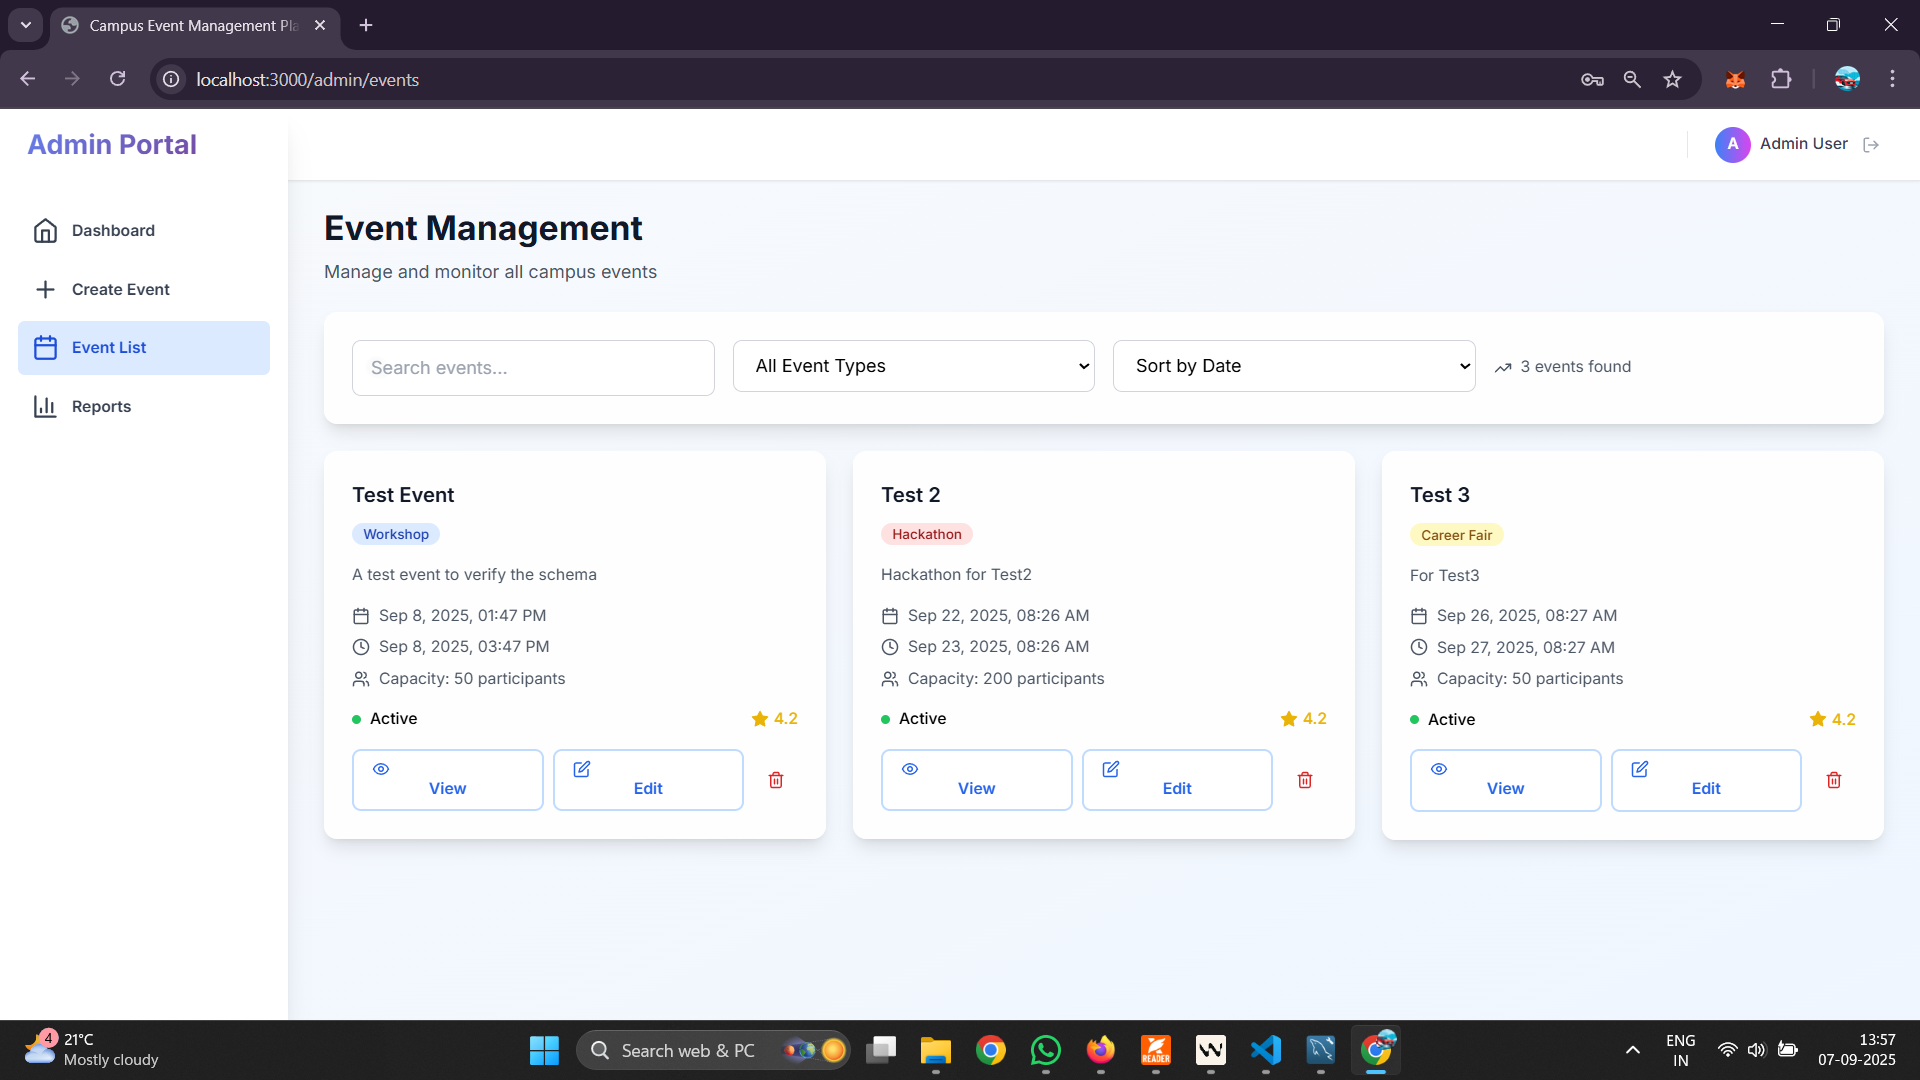 Campus Event Management Pla
localhost:3000/admin/events
Admin Portal
A Admin User
Dashboard
Create Event
Event List
Reports
Event Management
Manage and monitor all campus events
Search events...
All Event Types
Sort by Date
3 events found
Test Event
Workshop
A test event to verify the schema
Sep 8, 2025, 01:47 PM
Sep 8, 2025, 03:47 PM
Capacity: 50 participants
Active
4.2
View
Edit
Test 2
Hackathon
Hackathon for Test2
Sep 22, 2025, 08:26 AM
Sep 23, 2025, 08:26 AM
Capacity: 200 participants
Active
4.2
View
Edit
Test 3
Career Fair
For Test3
Sep 26, 2025, 08:27 AM
Sep 27, 2025, 08:27 AM
Capacity: 50 participants
Active
4.2
View
Edit
4
21°C
Mostly cloudy
Search web & PC
READER
ENG
IN
13:57
07-09-2025